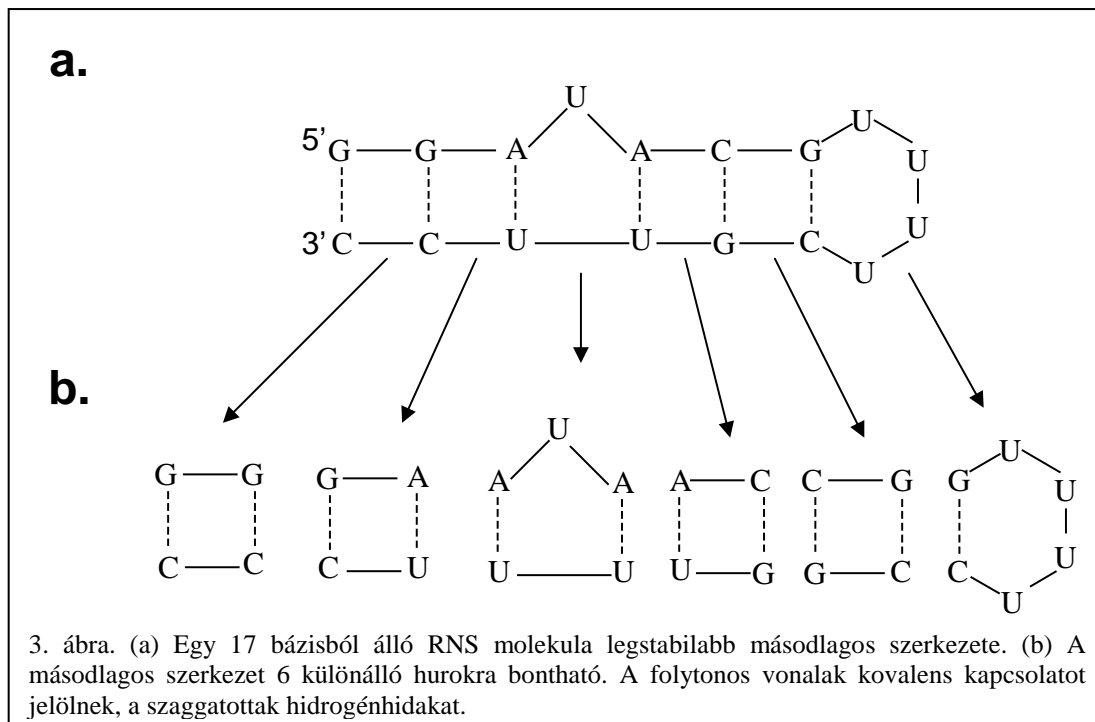 a.
U
5’ G G A A C G U U
3’ C C U U G C U U
b.
U
G G G A A A A C C G G U U
C C C U U U U G G C C U U
3. ábra. (a) Egy 17 bázisból álló RNS molekula legstabilabb másodlagos szerkezete. (b) A
másodlagos szerkezet 6 különálló hurokra bontható. A folytonos vonalak kovalens kapcsolatot
jelölnek, a szaggatottak hidrogénhidakat.